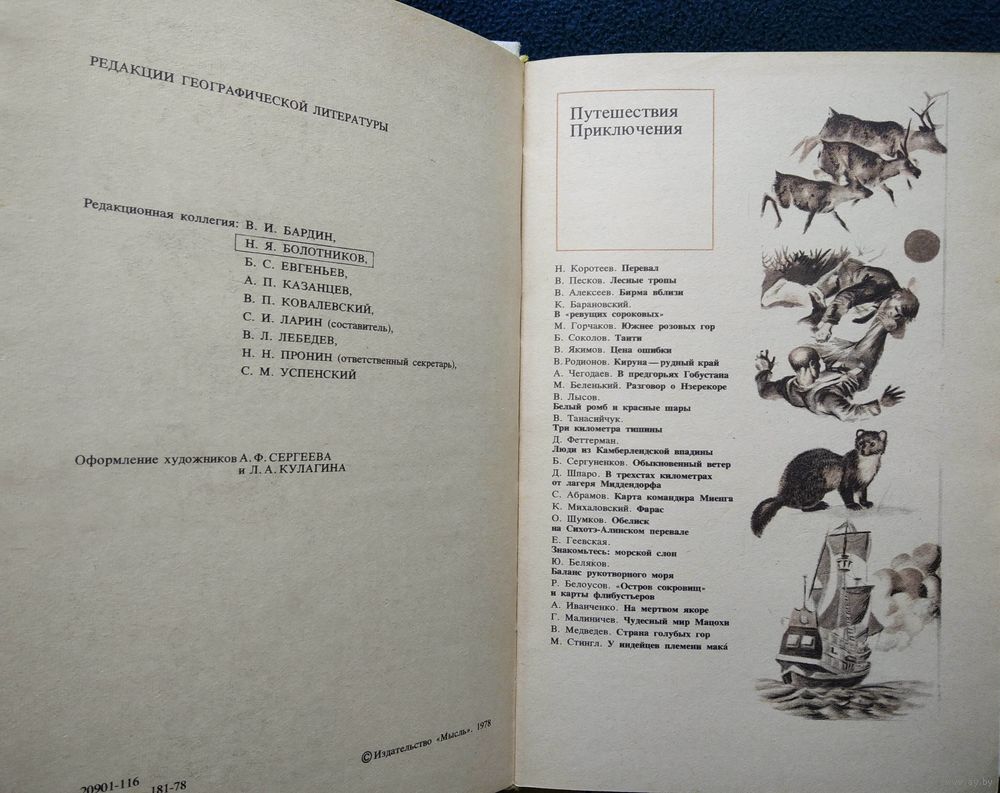 РЕДАКЦИИ ГЕОГРАФИЧЕСКОЙ ЛИТЕРАТУРЫ
Редакционная коллегия: В. И. БАРДИН,
Н. Я. БОЛОТНИКОВ,
Б. С. ЕВГЕНЬЕВ,
А. П. КАЗАНЦЕВ,
В. П. КОВАЛЕВСКИЙ,
С. И. ЛАРИН (составитель),
В. Л. ЛЕБЕДЕВ,
Н. Н. ПРОНИН (ответственный секретарь),
С. М. УСПЕНСКИЙ
Оформление художников А. Ф. СЕРГЕЕВА
и Л. А. КУЛАГИНА
© Издательство «Мысль». 1978
20901-116
181-78
Путешествия
Приключения
Н. Коротеев. Перевал
В. Песков. Лесные тропы
В. Алексеев. Бирма вблизи
К. Барановский.
В «ревущих сороковых»
М. Горчаков. Южнее розовых гор
Б. Соколов. Таити
В. Якимов. Цена ошибки
В. Родионов. Кируна — рудный край
А. Чегодаев. В предгорьях Гобустана
М. Беленький. Разговор о Нзерекоре
В. Лысов.
Белый ромб и красные шары
В. Танасийчук.
Три километра тишины
Д. Феттерман.
Люди из Камберлендской впадины
Б. Сергуненков. Обыкновенный ветер
Д. Шпаро. В трехстах километрах
от лагеря Миддендорфа
С. Абрамов. Карта командира Миенга
К. Михаловский. Фарас
О. Шумков. Обелиск
на Сихотэ-Алинском перевале
Е. Геевская.
Знакомьтесь: морской слон
Ю. Беляков.
Баланс рукотворного моря
Р. Белоусов. «Остров сокровищ»
и карты флибустьеров
А. Иванченко. На мертвом якоре
Г. Малиничев. Чудесный мир Мацохи
В. Медведев. Страна голубых гор
М. Стингл. У индейцев племени мака́
www.ay.by